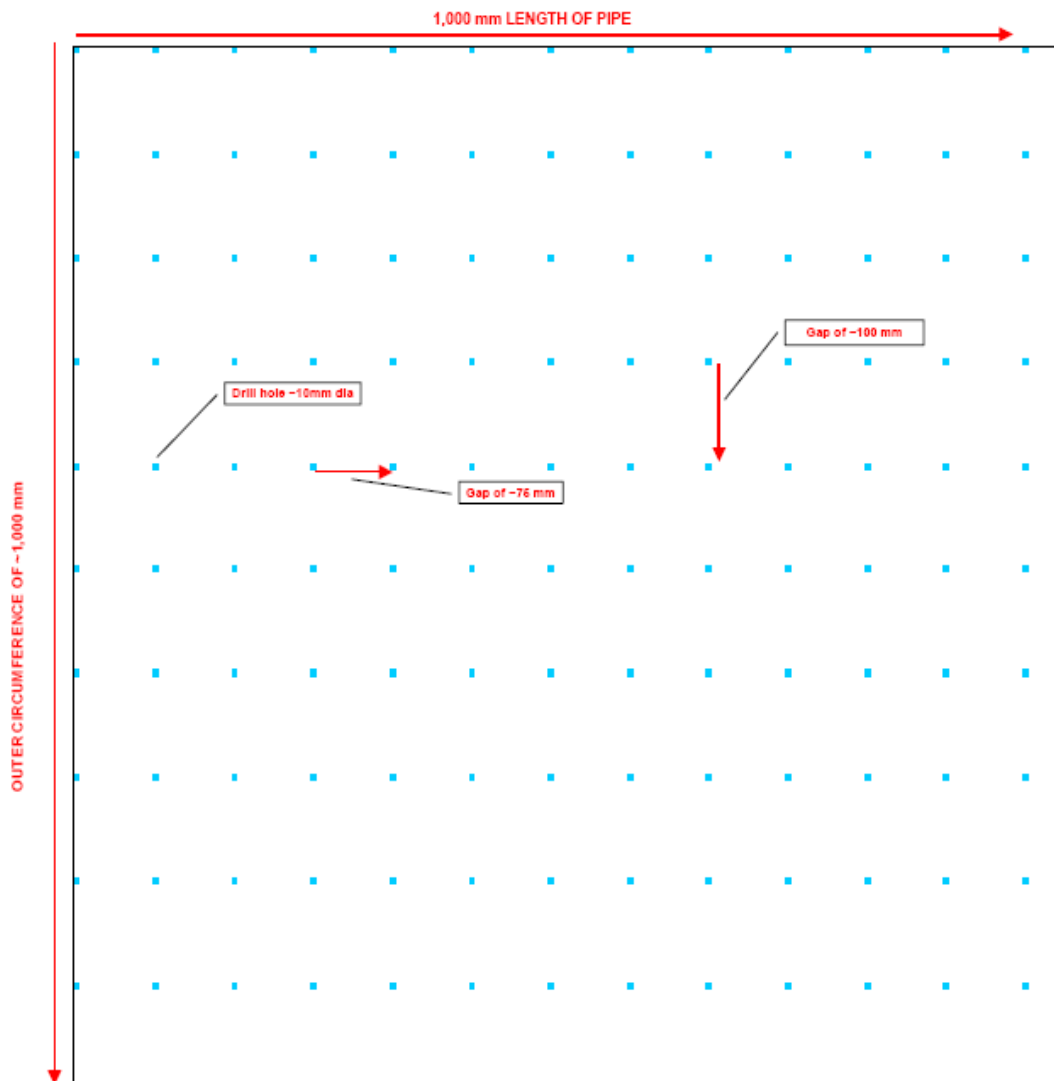 1,000 mm LENGTH OF PIPE
Gap of ~100 mm
Drill hole ~10mm dia
Gap of ~75 mm
OUTER CIRCUMFERENCE OF ~1,000 mm